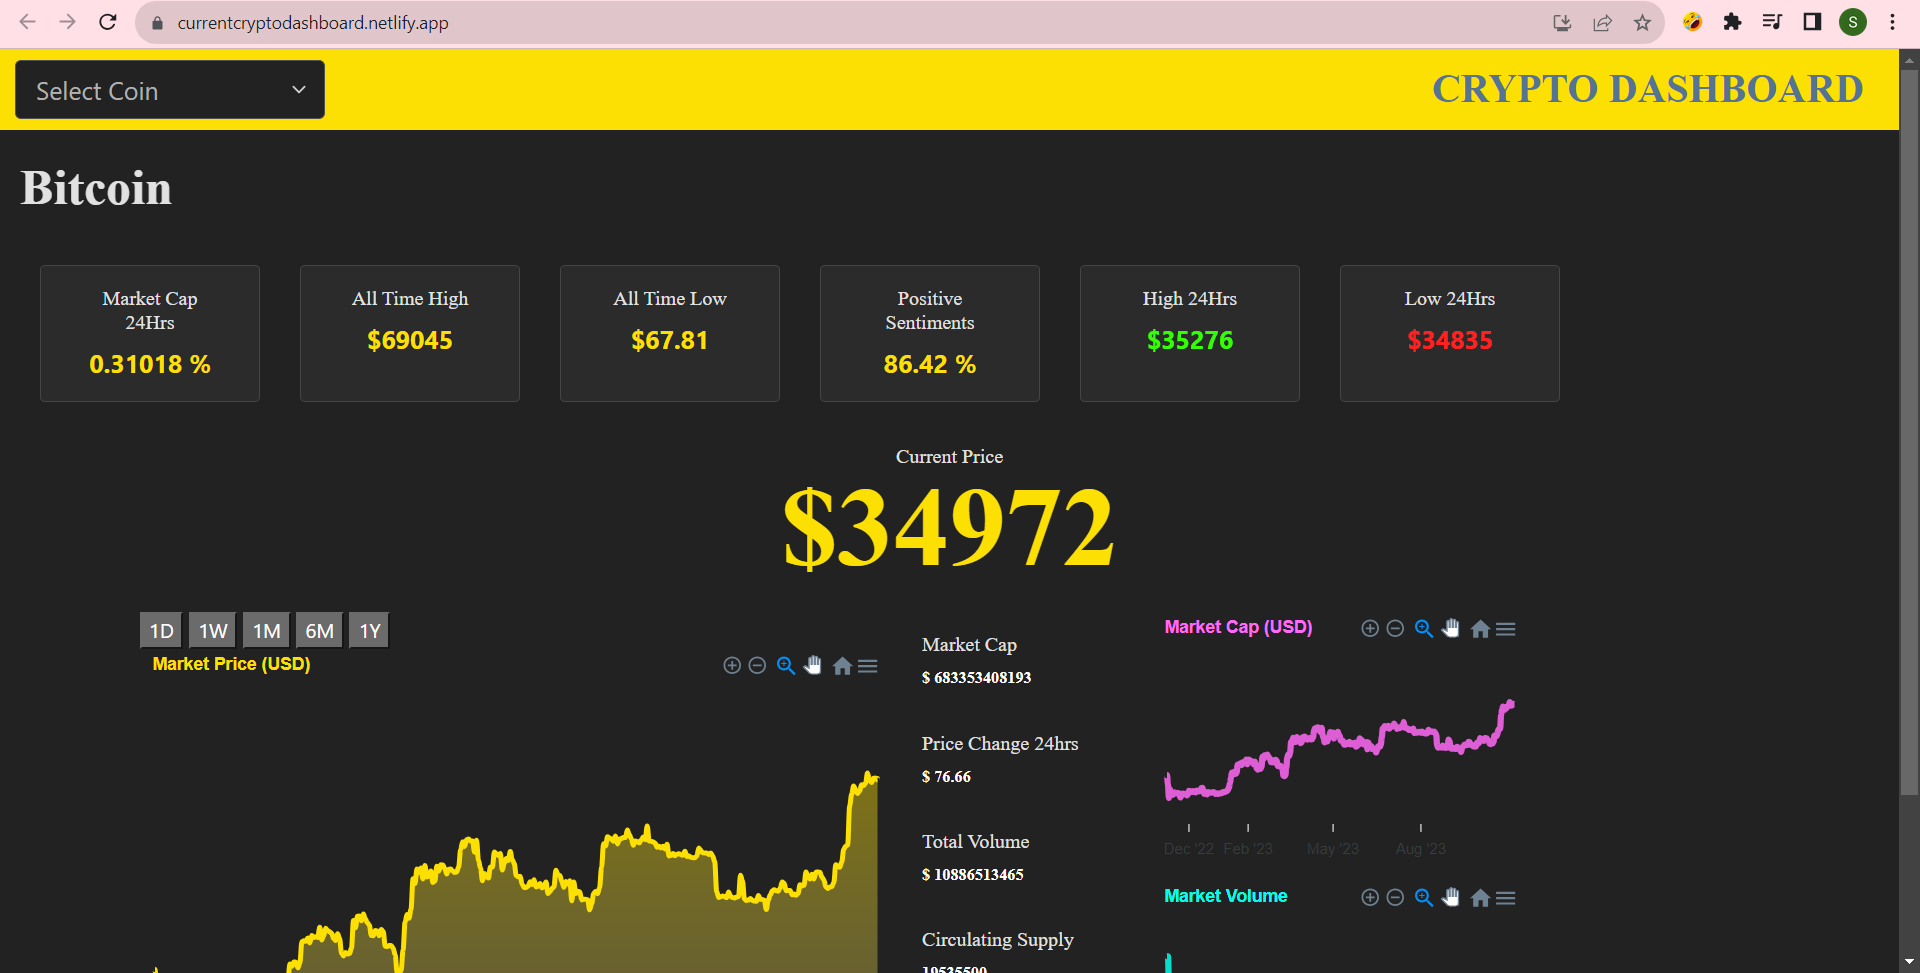 currentcryptodashboard.netlify.app
S
Select Coin
CRYPTO DASHBOARD
Bitcoin
Market Cap
24Hrs
0.31018 %
All Time High
$69045
All Time Low
$67.81
Positive
Sentiments
86.42 %
High 24Hrs
$35276
Low 24Hrs
$34835
Current Price
$34972
1D 1W 1M 6M 1Y
Market Price (USD)
Market Cap
$ 683353408193
Price Change 24hrs
$ 76.66
Total Volume
$ 10886513465
Circulating Supply
19535500
Market Cap (USD)
Dec '22 Feb '23 May '23 Aug '23
Market Volume